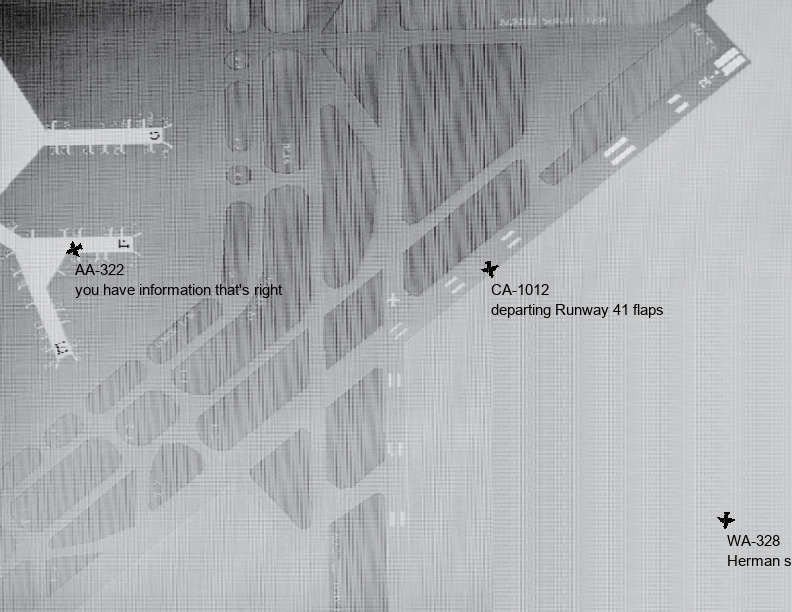 AA-322
you have information that's right
CA-1012
departing Runway 41 flaps
WA-328
Herman s